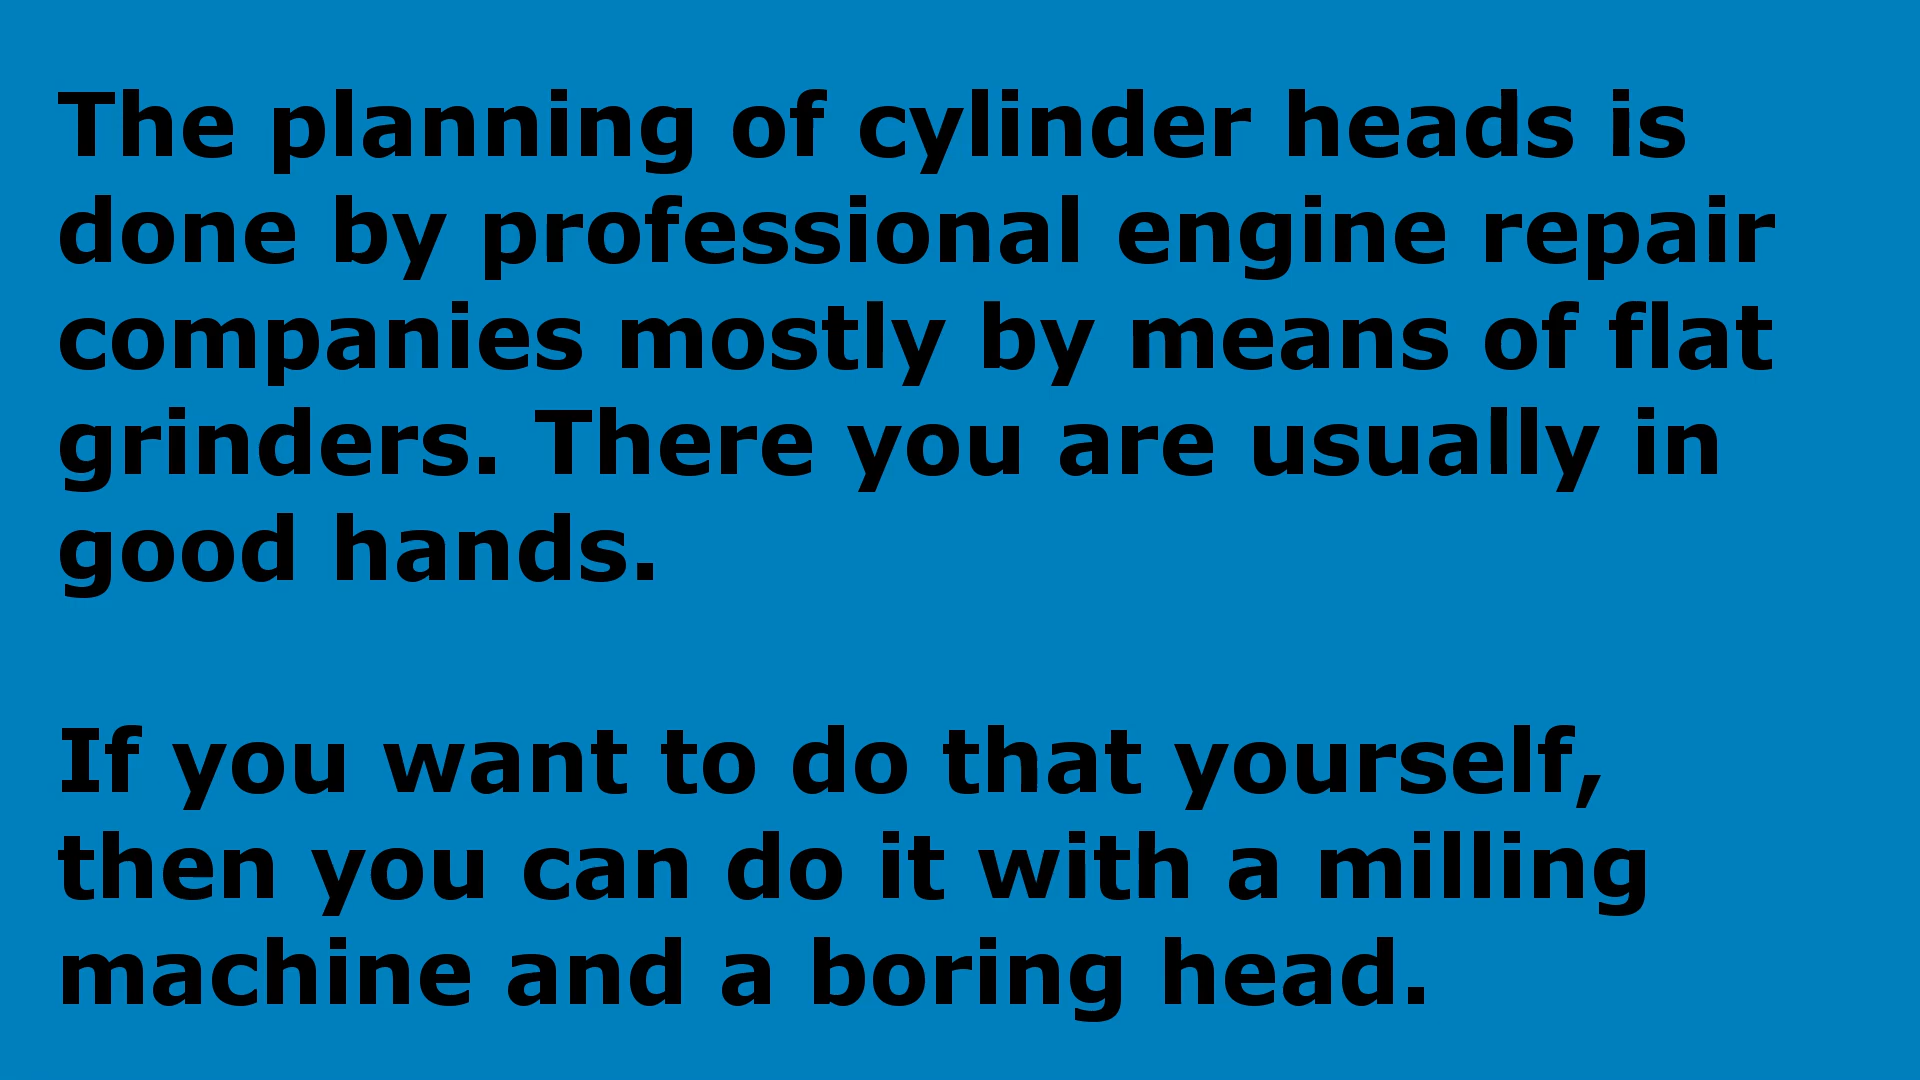 The planning of cylinder heads is
done by professional engine repair
companies mostly by means of flat
grinders. There you are usually in
good hands.
If you want to do that yourself,
then you can do it with a milling
machine and a boring head.